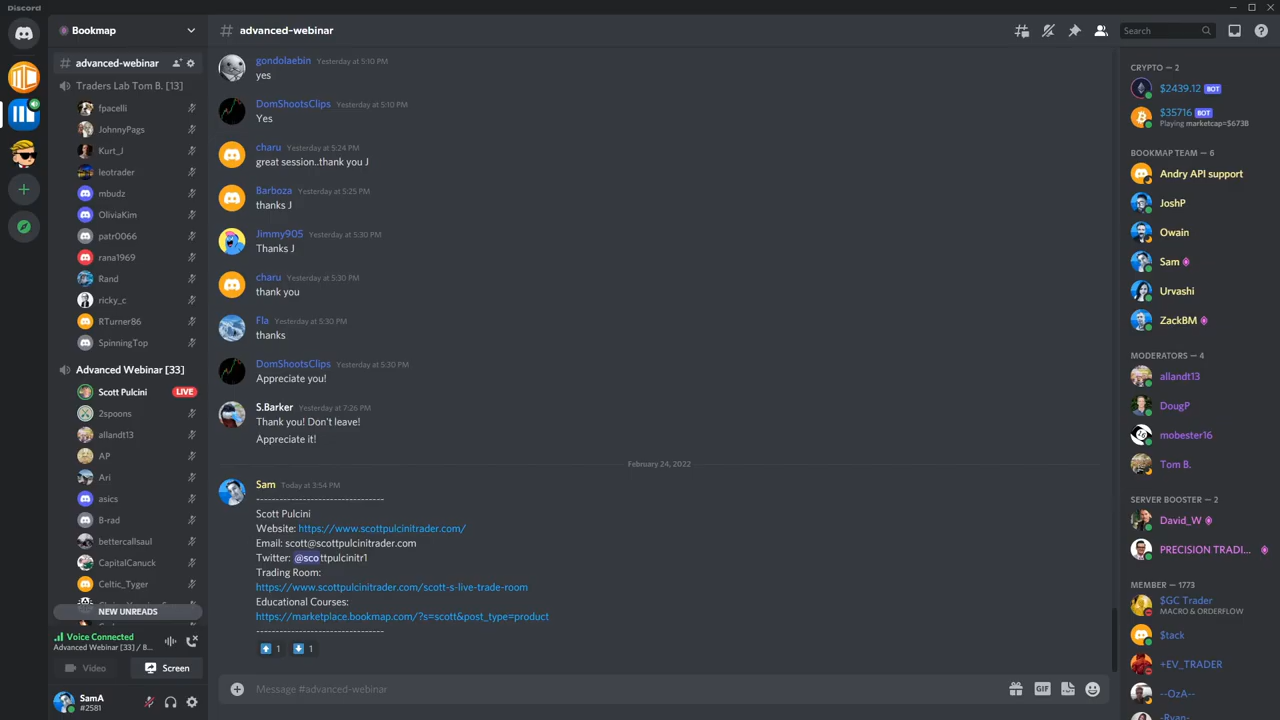 Discord
Bookmap
# advanced-webinar
Search
advanced-webinar
Traders Lab Tom B. [13]
fpacelli
JohnnyPags
Kurt_J
leotrader
mbudz
OliviaKim
patr0066
rana1969
Rand
ricky_c
RTurner86
SpinningTop
Advanced Webinar [33]
Scott Pulcini
LIVE
2spoons
allandt13
AP
Ari
asics
B-rad
bettercallsaul
CapitalCanuck
Celtic_Tyger
NEW UNREADS
Voice Connected
Advanced Webinar [33] / B...
Video
Screen
SamA
#2581
gondolaebin Yesterday at 5:10 PM
yes
DomShootsClips Yesterday at 5:10 PM
Yes
charu Yesterday at 5:24 PM
great session..thank you J
Barboza Yesterday at 5:25 PM
thanks J
Jimmy905 Yesterday at 5:30 PM
Thanks J
charu Yesterday at 5:30 PM
thank you
Fla Yesterday at 5:30 PM
thanks
DomShootsClips Yesterday at 5:30 PM
Appreciate you!
S.Barker Yesterday at 7:26 PM
Thank you! Don't leave!
Appreciate it!
February 24, 2022
Sam Today at 3:54 PM
---------------------------------
Scott Pulcini
Website: https://www.scottpulcinitrader.com/
Email: scott@scottpulcinitrader.com
Twitter: @scottpulcinitr1
Trading Room:
https://www.scottpulcinitrader.com/scott-s-live-trade-room
Educational Courses:
https://marketplace.bookmap.com/?s=scott&post_type=product
---------------------------------
1
1
Message #advanced-webinar
GIF
CRYPTO — 2
$2439.12 BOT
$35716 BOT
Playing marketcap=$673B
BOOKMAP TEAM — 6
Andry API support
JoshP
Owain
Sam
Urvashi
ZackBM
MODERATORS — 4
allandt13
DougP
mobester16
Tom B.
SERVER BOOSTER — 2
David_W
PRECISION TRADI...
MEMBER — 1773
$GC Trader
MACRO & ORDERFLOW
$tack
+EV_TRADER
--OzA--
-Ryan-